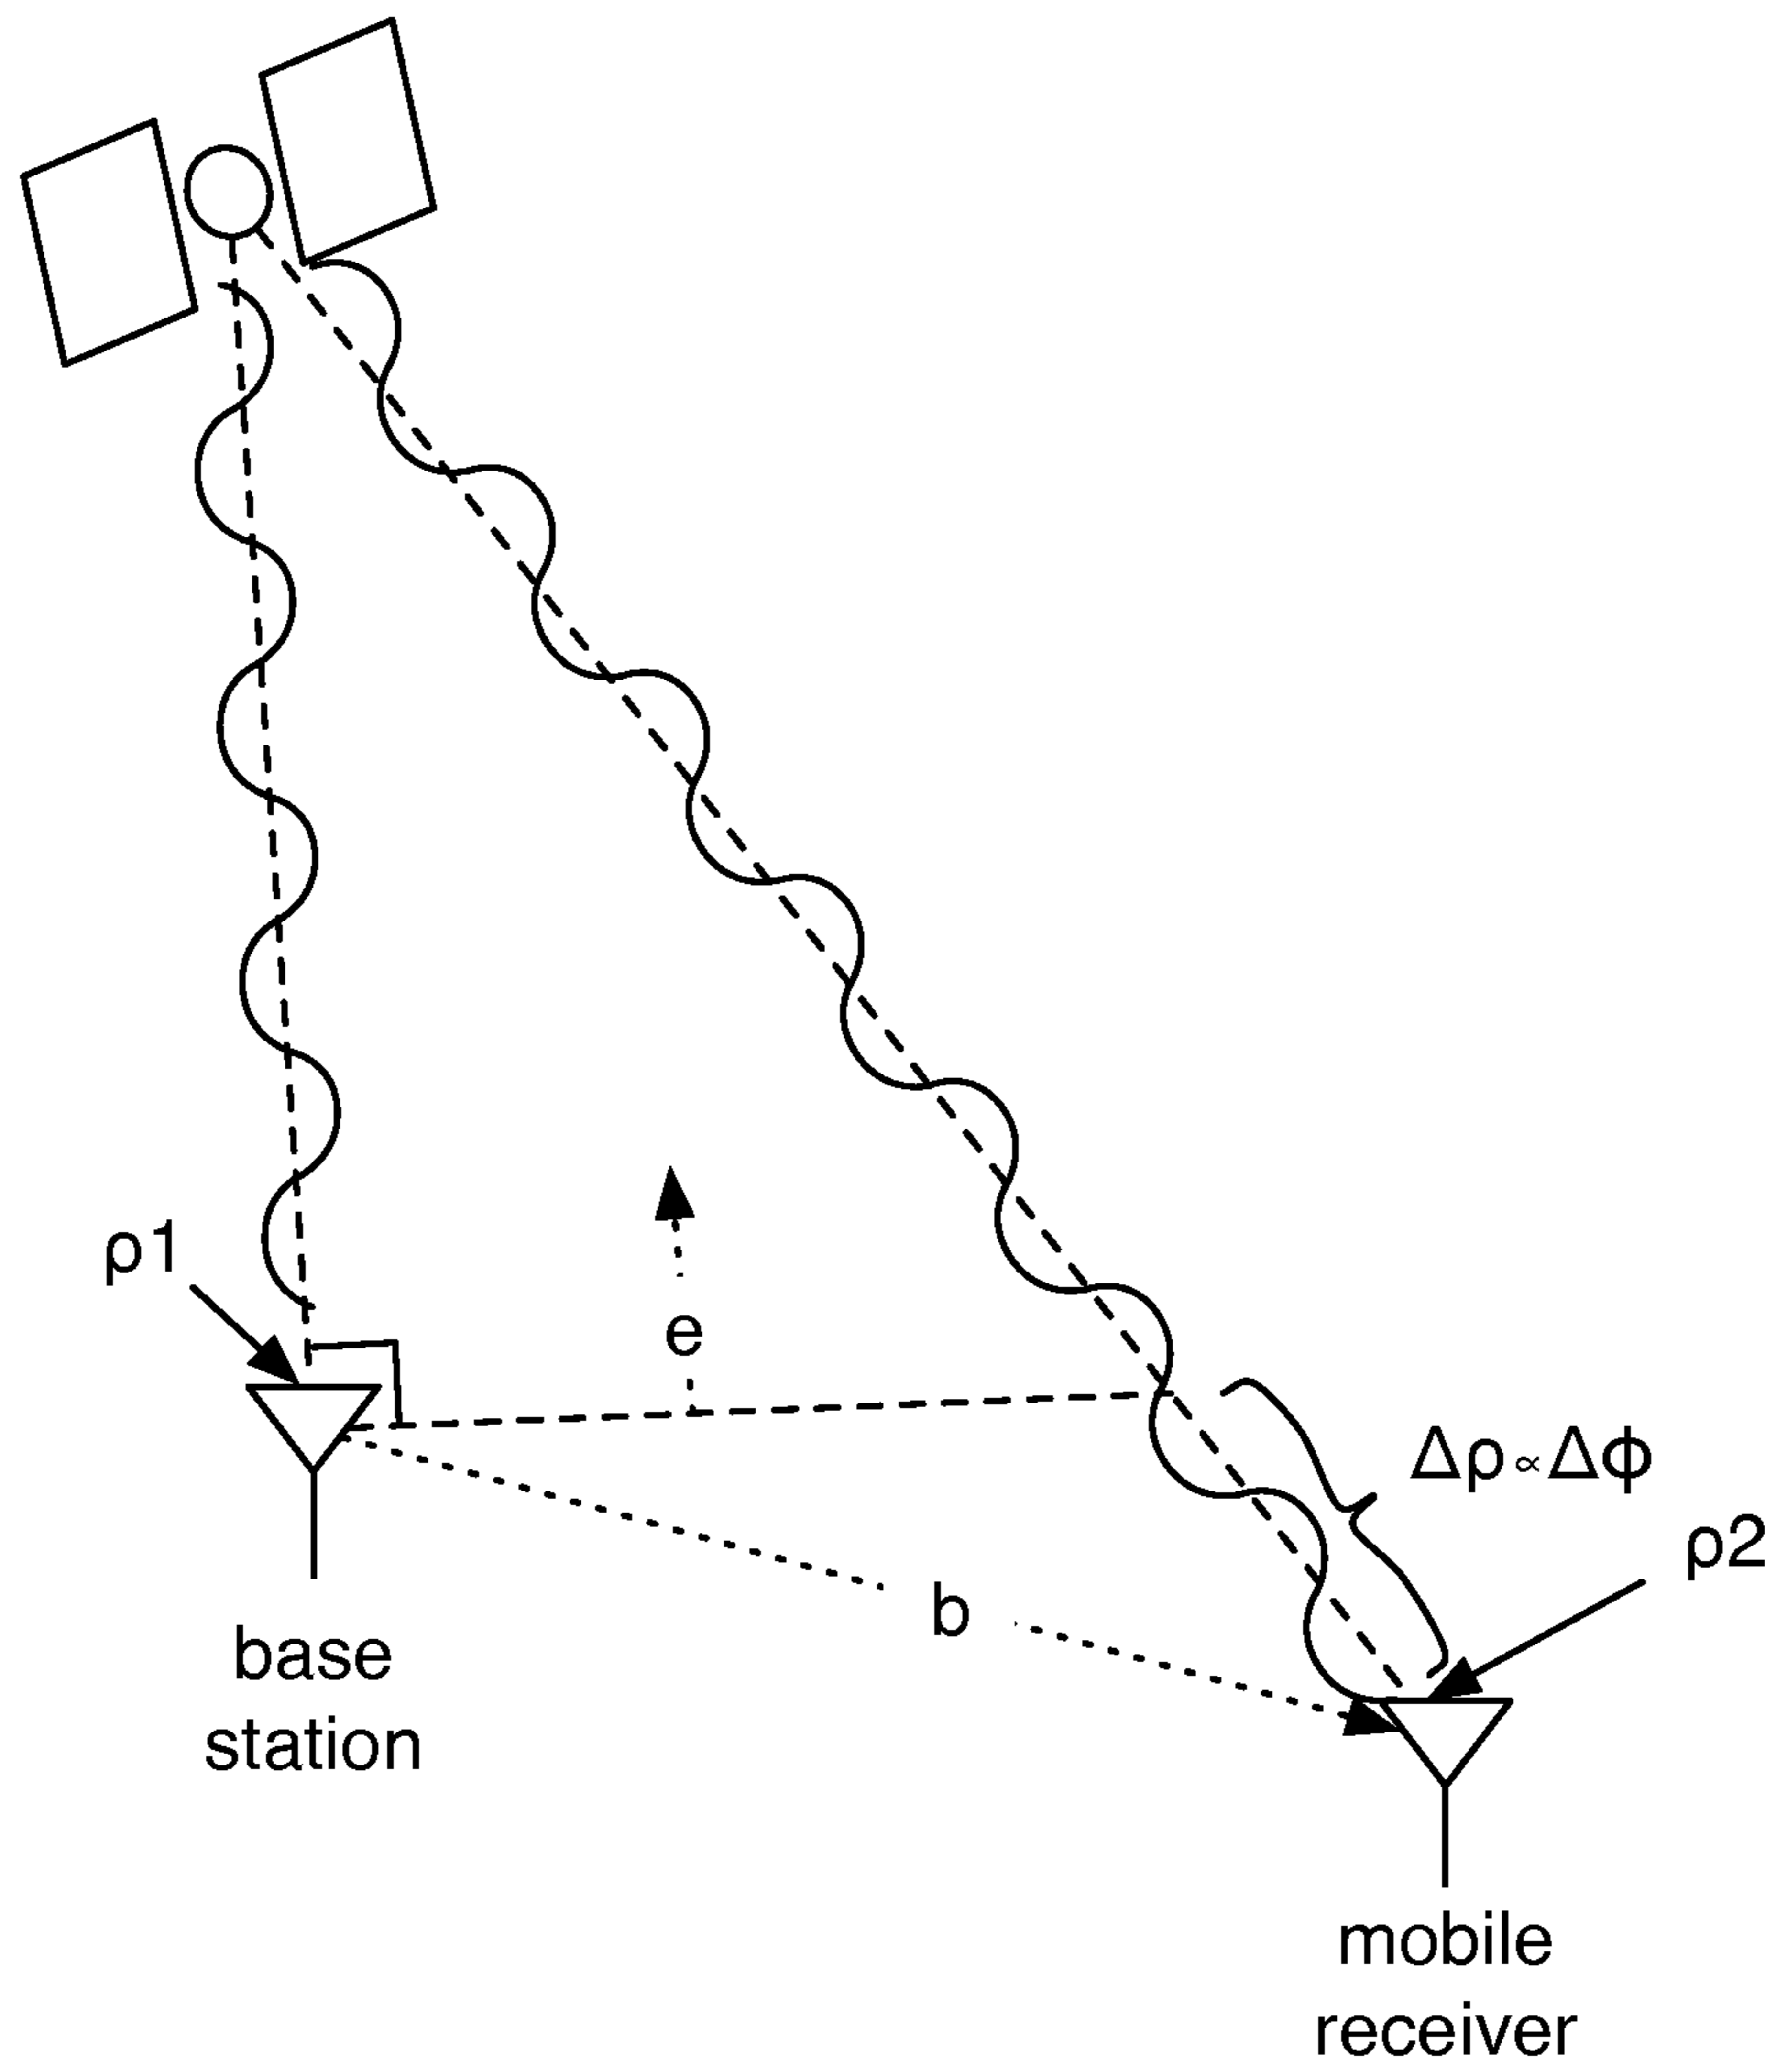 ρ1
e
Δρ∝Δϕ
ρ2
b
base
station
mobile
receiver